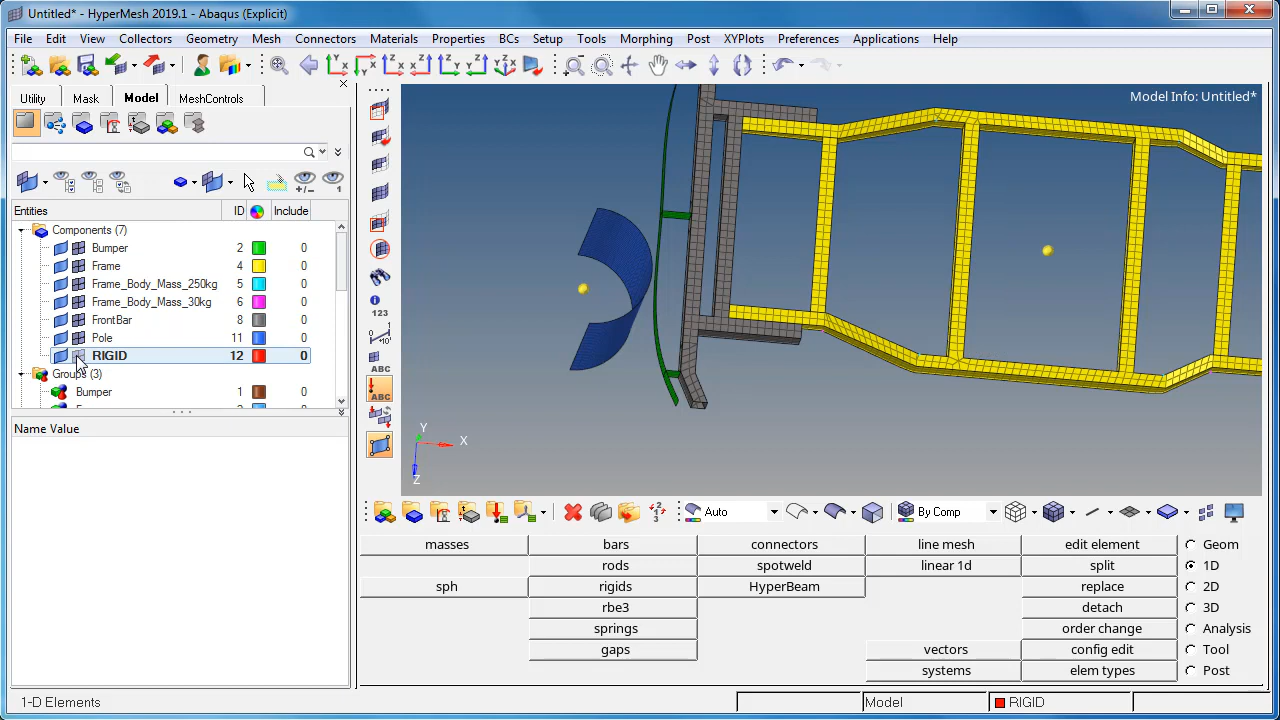 Untitled* - HyperMesh 2019.1 - Abaqus (Explicit)
File Edit View Collectors Geometry Mesh Connectors Materials Properties BCs Setup Tools Morphing Post XYPlots Preferences Applications Help
Utility Mask Model MeshControls
Model Info: Untitled*
Entities ID Include
Components (7)
Bumper 2 0
Frame 4 0
Frame_Body_Mass_250kg 5 0
Frame_Body_Mass_30kg 6 0
FrontBar 8 0
Pole 11 0
RIGID 12 0
Groups (3)
Bumper 1 0
Name Value
123
ABC
ABC
Y
X
Z
Auto By Comp
masses bars connectors line mesh edit element Geom
rods spotweld linear 1d split 1D
sph rigids HyperBeam replace 2D
rbe3 detach 3D
springs order change Analysis
gaps vectors config edit Tool
systems elem types Post
1-D Elements Model RIGID